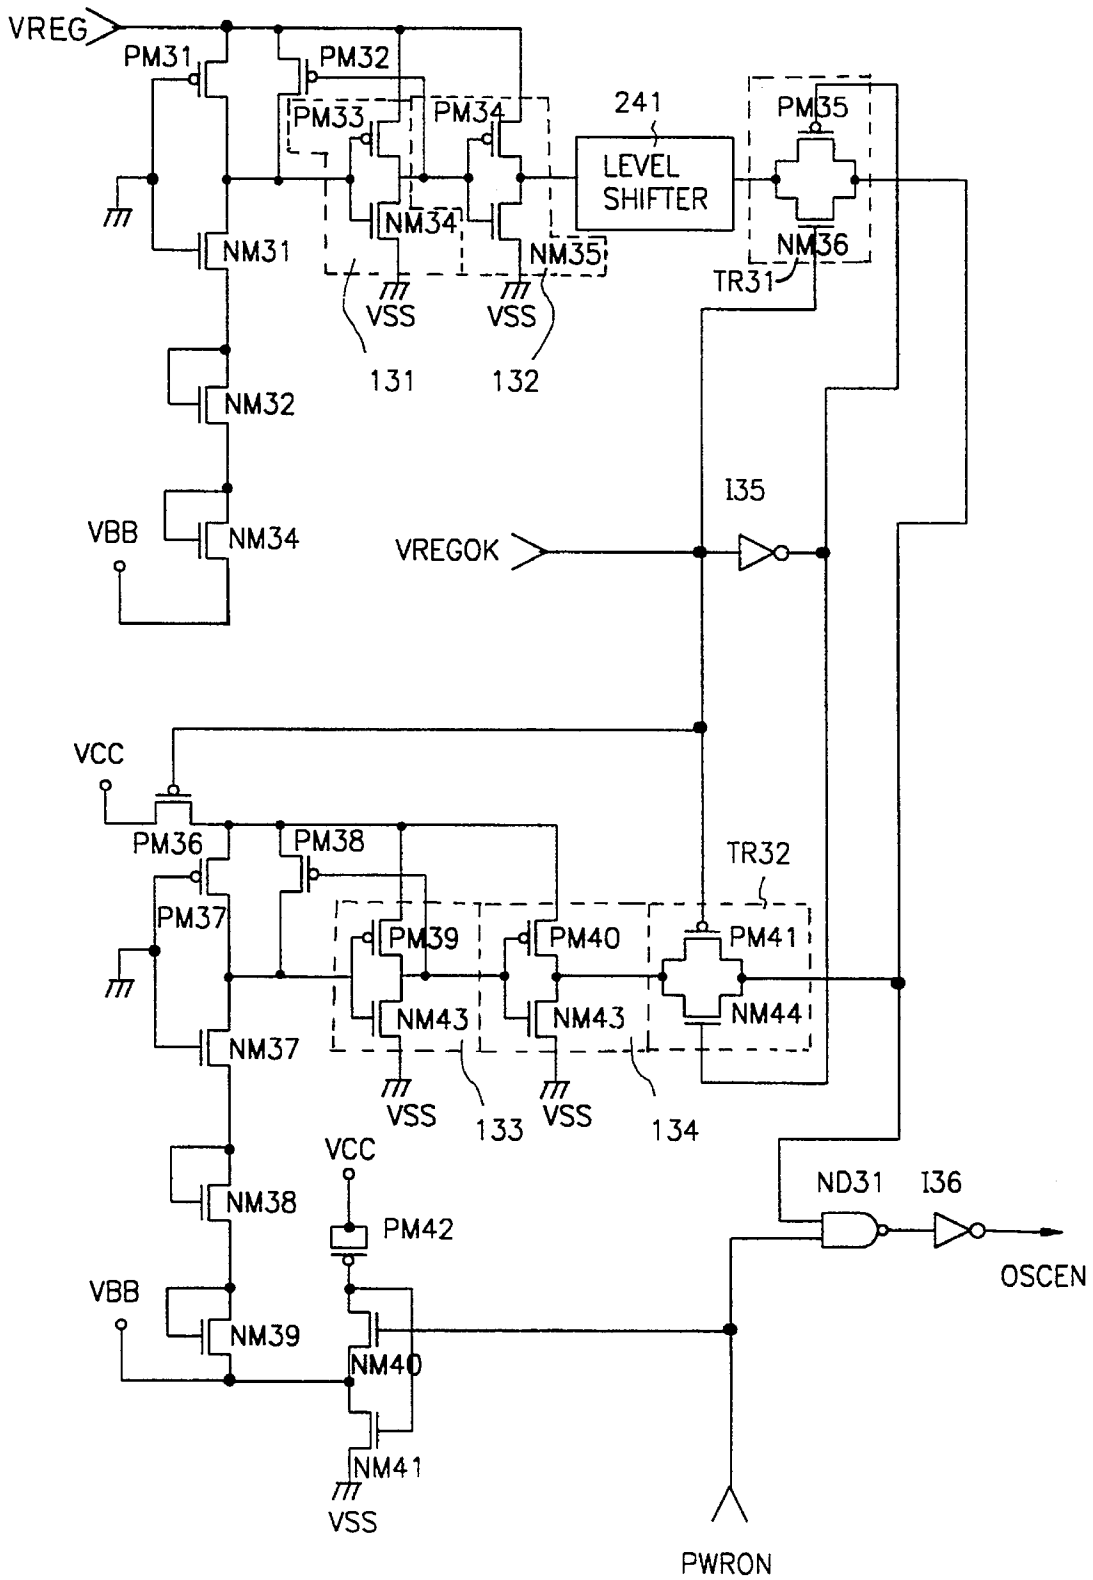 VREG
PM31
PM32
PM33
PM34
241
LEVEL
SHIFTER
PM35
NM31
NM34
NM35
NM36
TR31
VSS
VSS
131
132
NM32
I35
VBB
NM34
VREGOK
VCC
PM36
PM38
TR32
PM37
PM39
PM40
PM41
NM37
NM43
NM43
NM44
VSS
VSS
133
134
VCC
ND31
I36
NM38
PM42
OSCEN
VBB
NM39
NM40
NM41
VSS
PWRON